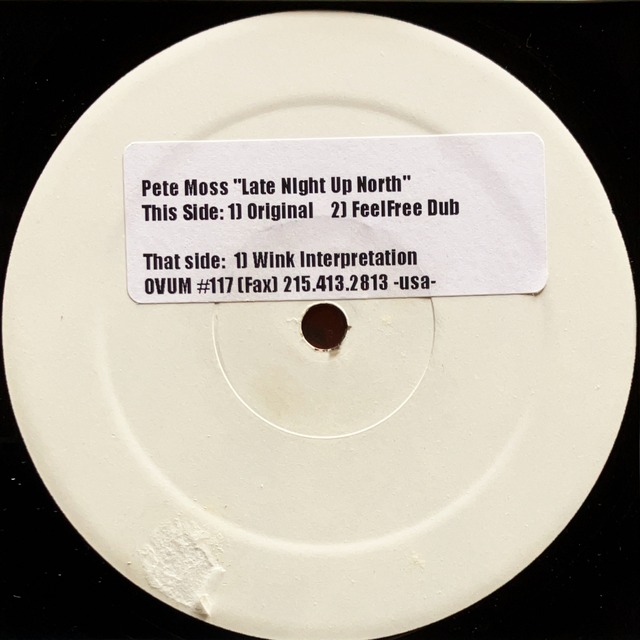 Pete Moss "Late Night Up North"
This Side: 1) Original 2) FeelFree Dub
That side: 1) Wink Interpretation
OVUM #117 (Fax) 215.413.2813 -usa-